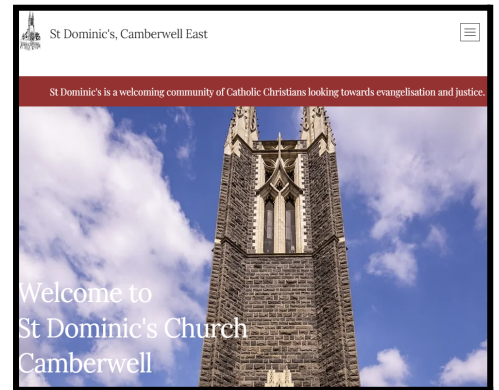 St Dominic's, Camberwell East
St Dominic's is a welcoming community of Catholic Christians looking towards evangelisation and justice.
Welcome to
St Dominic's Church
Camberwell